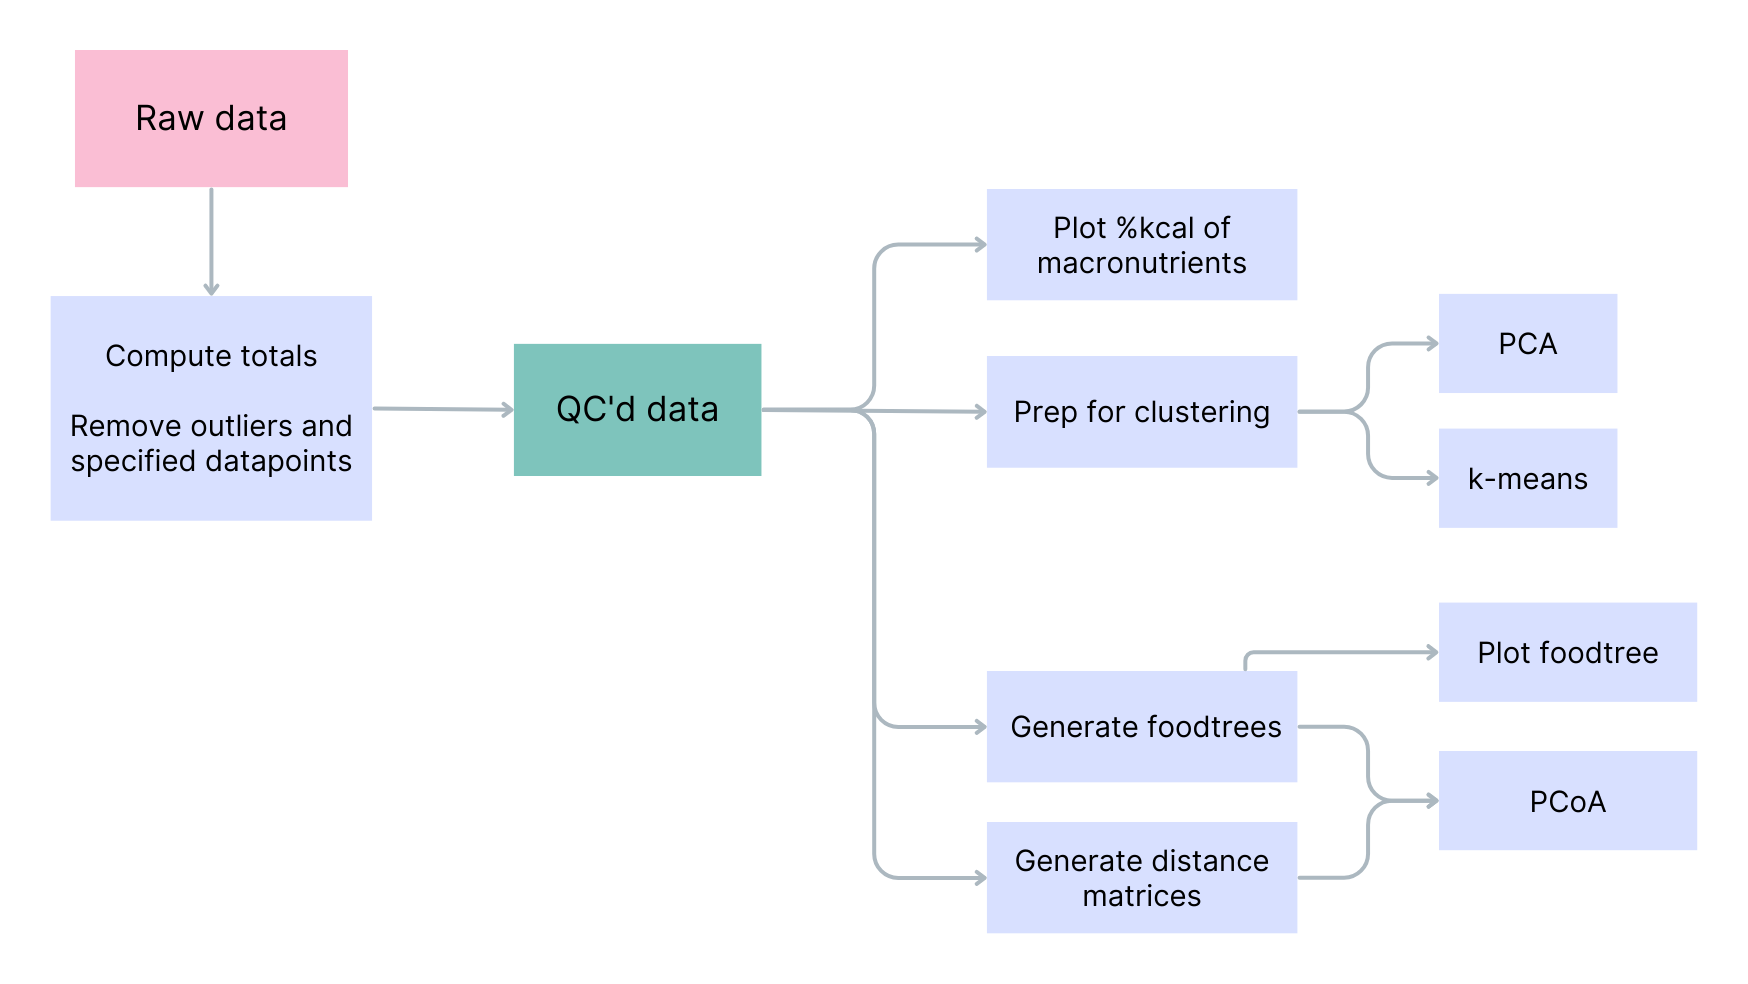 Raw data
Compute totals
Remove outliers and
specified datapoints
QC'd data
Plot %kcal of
macronutrients
Prep for clustering
PCA
k-means
Generate foodtrees
Plot foodtree
Generate distance
matrices
PCoA